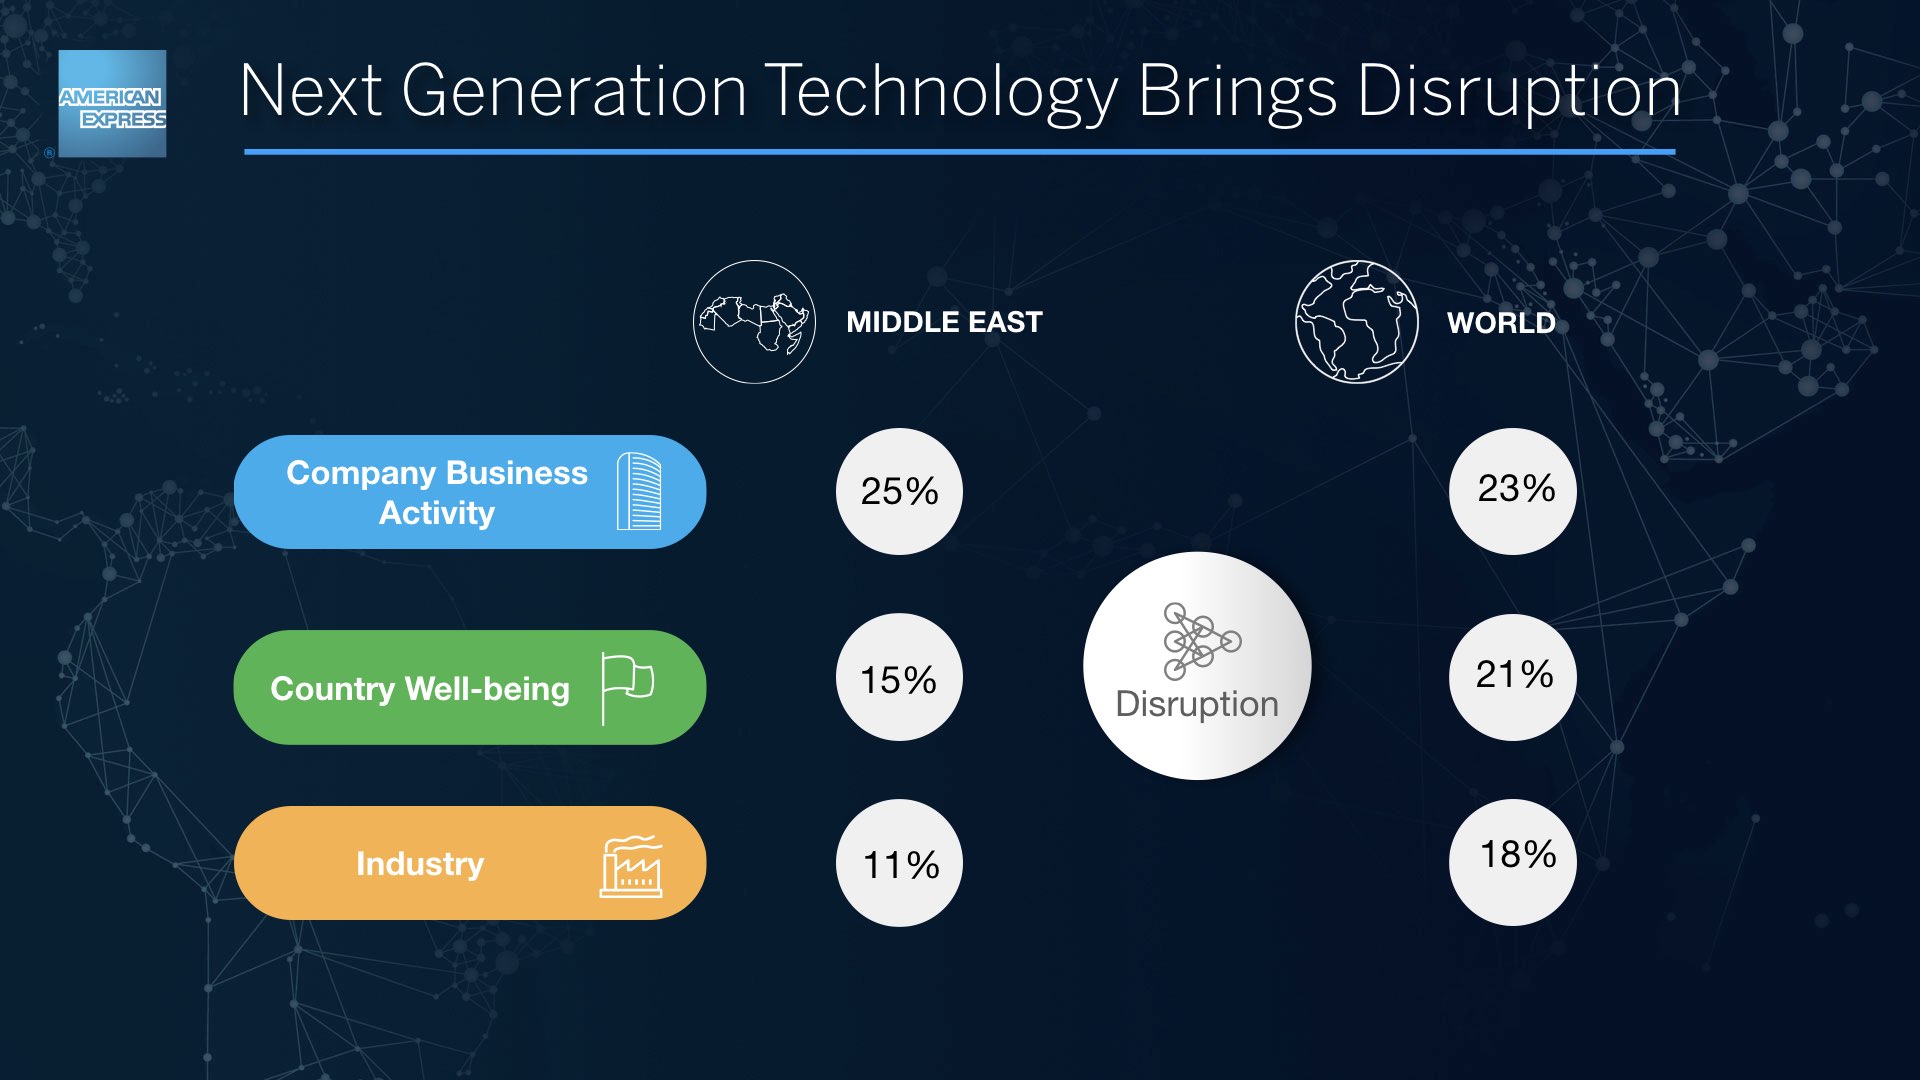 AMERICAN
EXPRESS
®
Next Generation Technology Brings Disruption
MIDDLE EAST
WORLD
Company Business
Activity
25%
23%
Country Well-being
15%
Disruption
21%
Industry
11%
18%